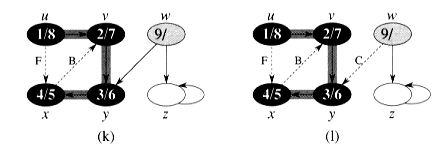 u v w u v w
1/8 2/7 9/ 1/8 2/7 9/
F B F B C
4/5 3/6 4/5 3/6
x y z x y z
(k) (l)